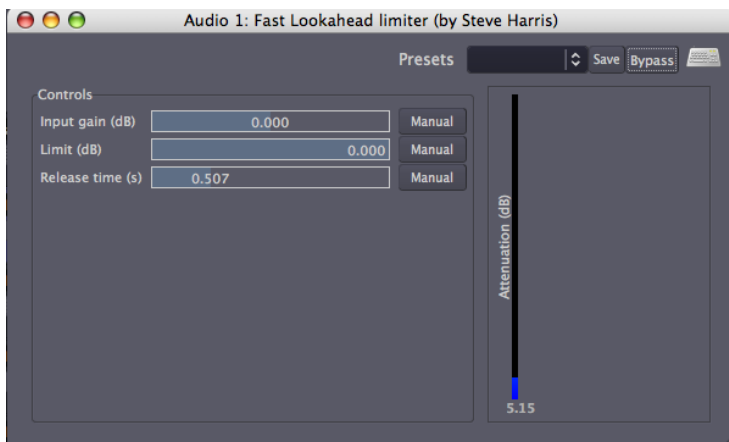 Audio 1: Fast Lookahead limiter (by Steve Harris)
Presets Save Bypass
Controls
Input gain (dB) 0.000 Manual
Limit (dB) 0.000 Manual
Release time (s) 0.507 Manual
Attenuation (dB)
5.15